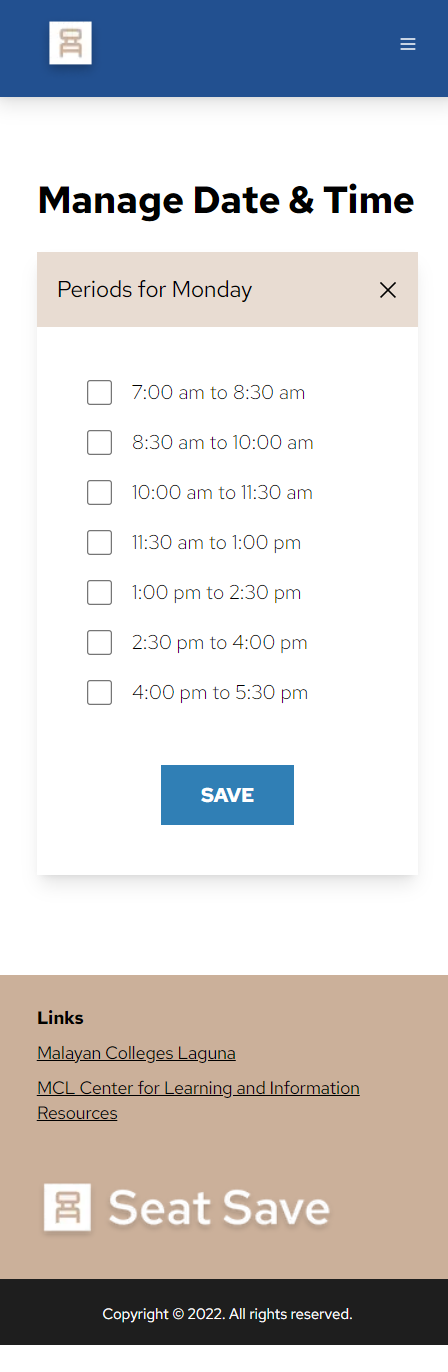 Manage Date & Time
Periods for Monday
7:00 am to 8:30 am
8:30 am to 10:00 am
10:00 am to 11:30 am
11:30 am to 1:00 pm
1:00 pm to 2:30 pm
2:30 pm to 4:00 pm
4:00 pm to 5:30 pm
SAVE
Links
Malayan Colleges Laguna
MCL Center for Learning and Information
Resources
Seat Save
Copyright © 2022. All rights reserved.